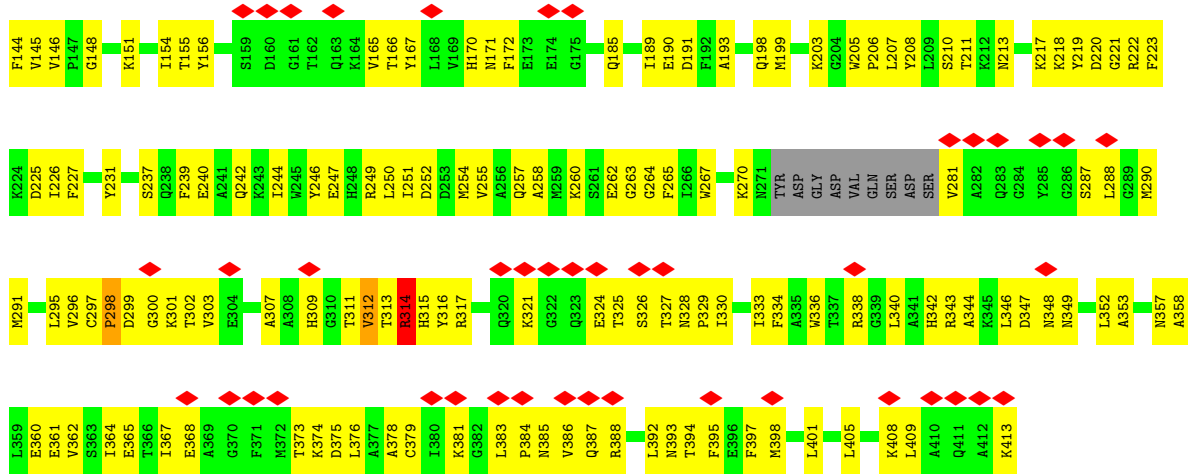 F144 V145 V146 P147 G148 K151 I154 T155 Y156 S159 D160 G161 T162 Q163 K164 V165 T166 Y167 L168 V169 H170 N171 F172 E173 E174 G175 Q185 I189 E190 D191 F192 A193 Q198 M199 K203 G204 W205 P206 L207 Y208 L209 S210 T211 K212 N213 K217 K218 Y219 D220 G221 R222 F223
K224 D225 I226 F227 Y231 S237 Q238 F239 E240 A241 Q242 K243 I244 W245 Y246 E247 H248 R249 L250 I251 D252 D253 M254 V255 A256 Q257 A258 M259 K260 S261 E262 G263 G264 F265 I266 W267 K270 N271 TYR ASP GLY ASP VAL GLN SER ASP SER V281 A282 Q283 G284 Y285 G286 S287 L288 G289 M290
M291 L295 V296 C297 P298 D299 G300 K301 T302 V303 E304 A307 A308 H309 G310 T311 V312 T313 R314 H315 Y316 R317 Q320 K321 G322 Q323 E324 T325 S326 T327 N328 P329 I330 I333 F334 A335 W336 T337 R338 G339 L340 A341 H342 R343 A344 K345 L346 D347 N348 N349 L352 A353 N357 A358
L359 E360 E361 V362 S363 I364 E365 T366 I367 E368 A369 G370 F371 M372 T373 K374 D375 L376 A377 A378 C379 I380 K381 G382 L383 P384 N385 V386 Q387 R388 L392 N393 T394 F395 E396 F397 M398 L401 L405 K408 L409 A410 Q411 A412 K413